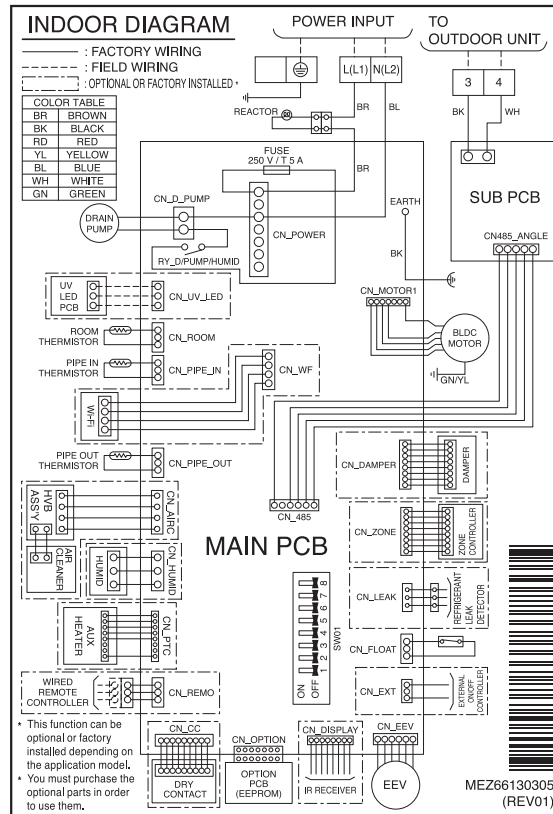 INDOOR DIAGRAM
: FACTORY WIRING
: FIELD WIRING
: OPTIONAL OR FACTORY INSTALLED *
COLOR TABLE
BR BROWN
BK BLACK
RD RED
YL YELLOW
BL BLUE
WH WHITE
GN GREEN
POWER INPUT
L(L1) N(L2)
TO
OUTDOOR UNIT
3 4
BK WH
REACTOR
BR BL
FUSE
250 V / T 5 A
BR
SUB PCB
CN485_ANGLE
DRAIN
PUMP
CN_D_PUMP
RY_D/PUMP/HUMID
CN_POWER
EARTH
BK
UV
LED
PCB
CN_UV_LED
CN_MOTOR1
BLDC
MOTOR
GN/YL
ROOM
THERMISTOR
CN_ROOM
PIPE IN
THERMISTOR
CN_PIPE_IN
CN_WF
Wi-Fi
PIPE OUT
THERMISTOR
CN_PIPE_OUT
CN_485
CN_DAMPER
DAMPER
HVB
ASSY
CN_AIRC
AIR
CLEANER
MAIN PCB
CN_ZONE
ZONE
CONTROLLER
HUMID
CN_HUMID
CN_LEAK
REFRIGERANT
LEAK
DETECTOR
AUX
HEATER
CN_PTC
ON OFF
1 2 3 4 5 6 7 8
SW01
CN_FLOAT
WIRED
REMOTE
CONTROLLER
CN_REMO
CN_EXT
EXTERNAL
ON/OFF
CONTROLLER
* This function can be
optional or factory
installed depending on
the application model.
* You must purchase the
optional parts in order
to use them.
CN_CC
DRY
CONTACT
CN_OPTION
OPTION
PCB
(EEPROM)
CN_DISPLAY
IR RECEIVER
CN_EEV
EEV
MEZ66130305
(REV01)